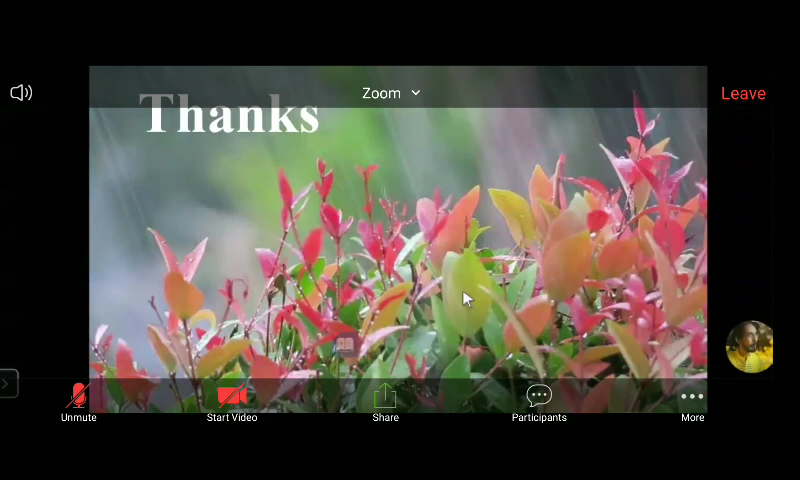 Zoom
Leave
Thanks
Unmute
Start Video
Share
Participants
More